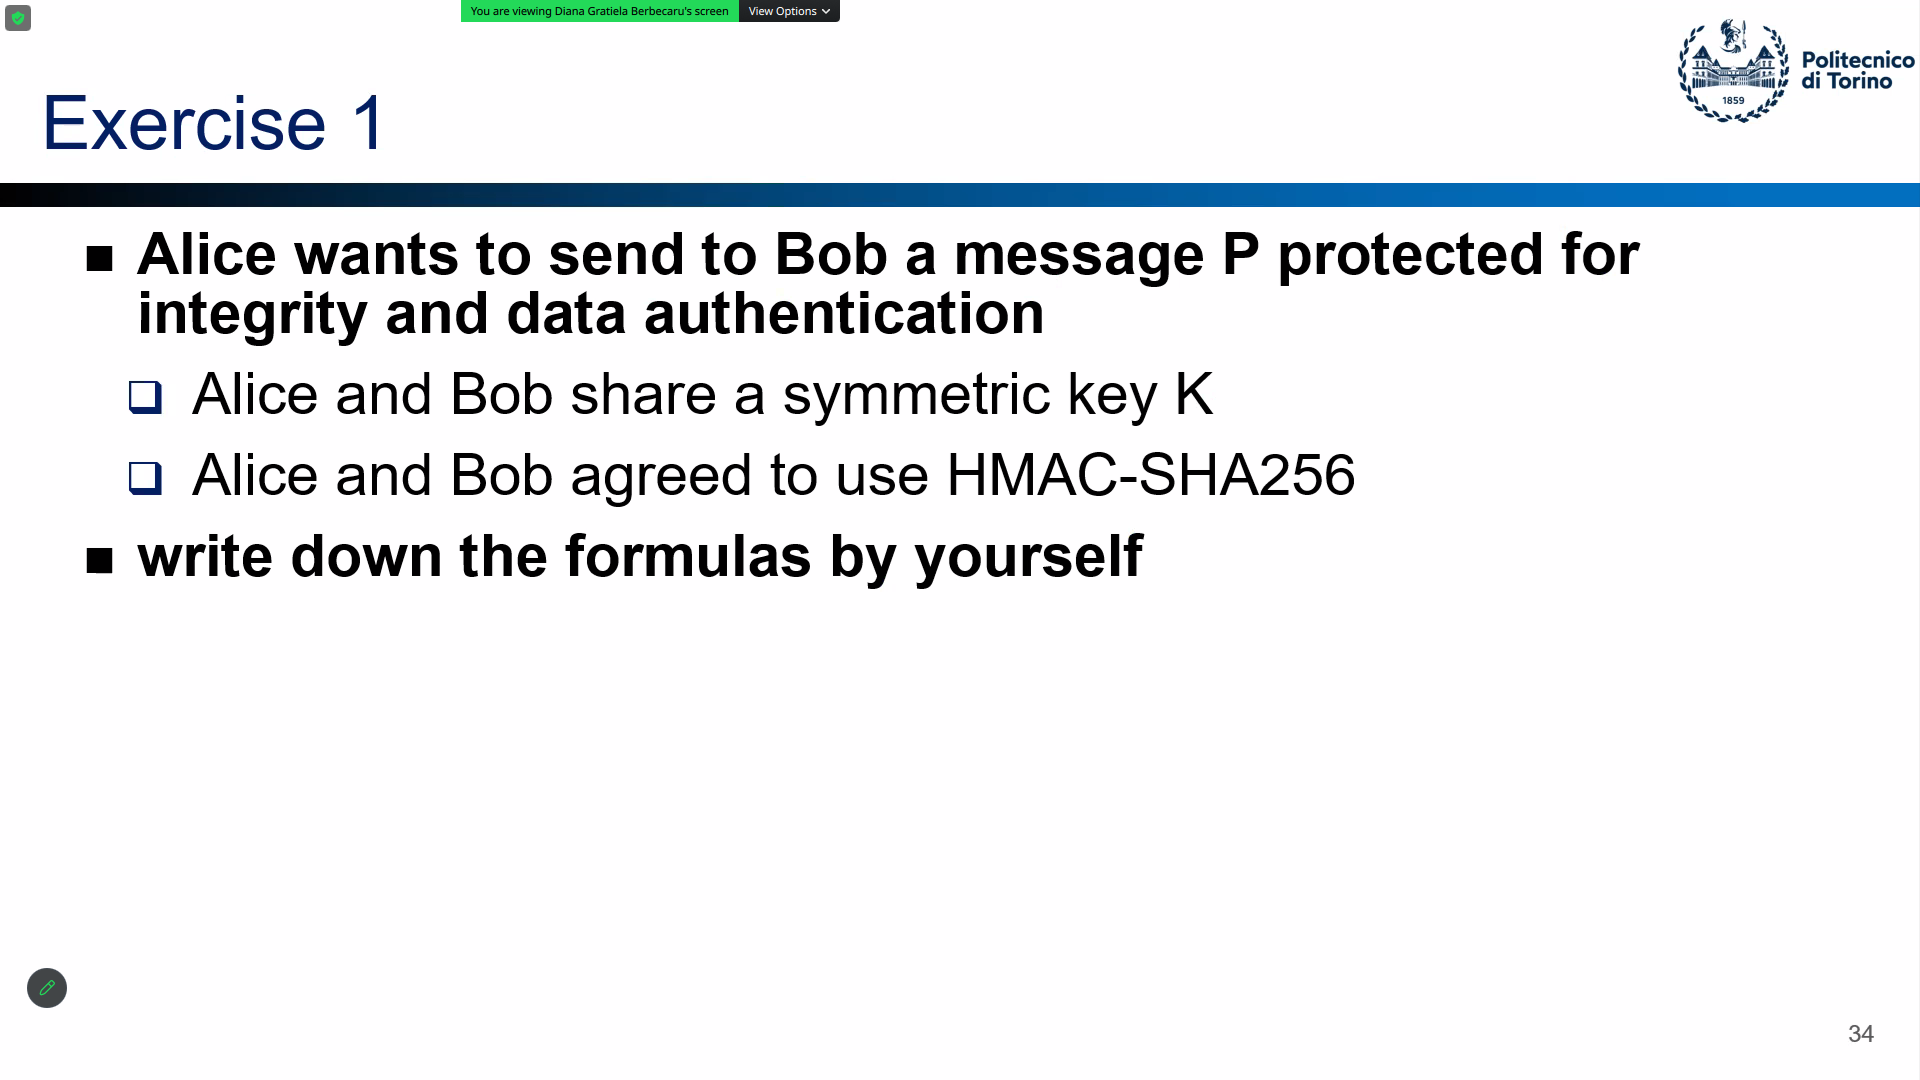 You are viewing Diana Gratiela Berbecaru's screen
View Options
1859
Politecnico
di Torino
Exercise 1
Alice wants to send to Bob a message P protected for
integrity and data authentication
Alice and Bob share a symmetric key K
Alice and Bob agreed to use HMAC-SHA256
write down the formulas by yourself
34